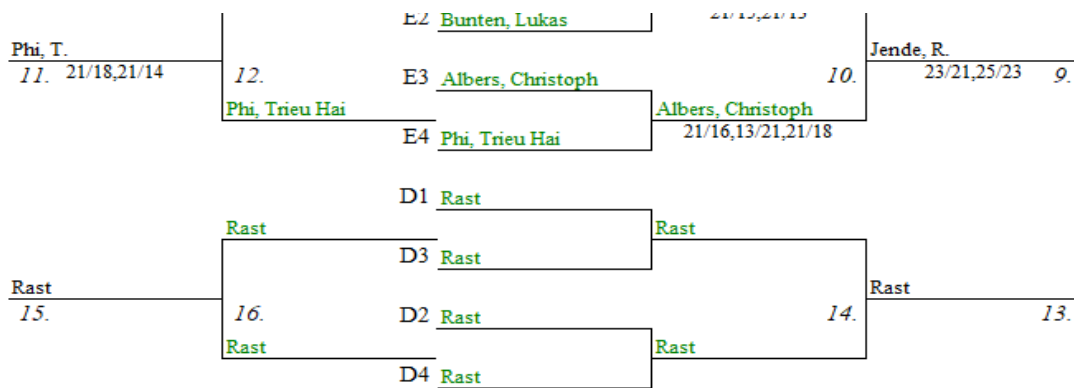 E2 Bunten, Lukas
Phi, T. Jende, R.
11. 21/18,21/14 12. 10. 23/21,25/23 9.
E3 Albers, Christoph
Phi, Trieu Hai Albers, Christoph
21/16,13/21,21/18
E4 Phi, Trieu Hai
D1 Rast
Rast Rast
D3 Rast
Rast Rast
15. 16. D2 Rast 14. 13.
Rast Rast
D4 Rast